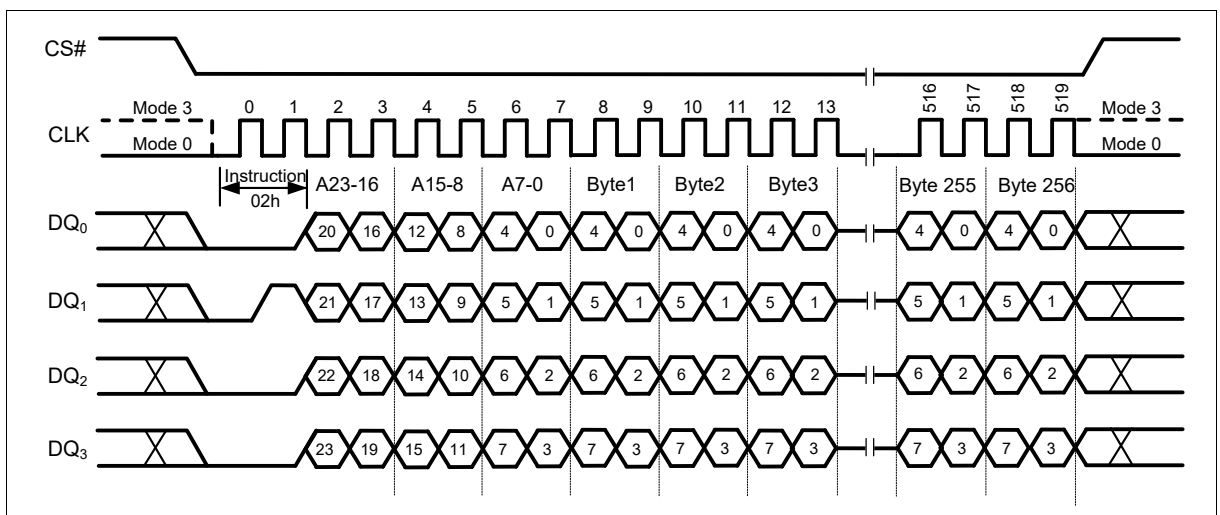 CS#
Mode 3 0 1 2 3 4 5 6 7 8 9 10 11 12 13 516 517 518 519 Mode 3
CLK
Mode 0 Mode 0
Instruction A23-16 A15-8 A7-0 Byte1 Byte2 Byte3 Byte 255 Byte 256
02h
DQ0 20 16 12 8 4 0 4 0 4 0 4 0 4 0 4 0
DQ1 21 17 13 9 5 1 5 1 5 1 5 1 5 1 5 1
DQ2 22 18 14 10 6 2 6 2 6 2 6 2 6 2 6 2
DQ3 23 19 15 11 7 3 7 3 7 3 7 3 7 3 7 3